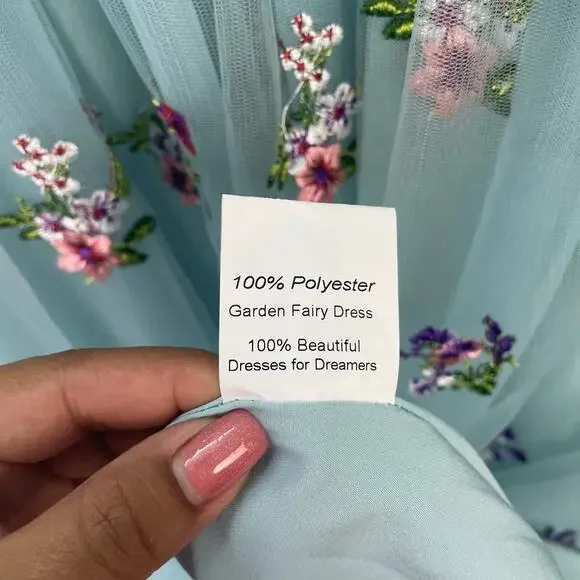 100% Polyester
Garden Fairy Dress
100% Beautiful
Dresses for Dreamers